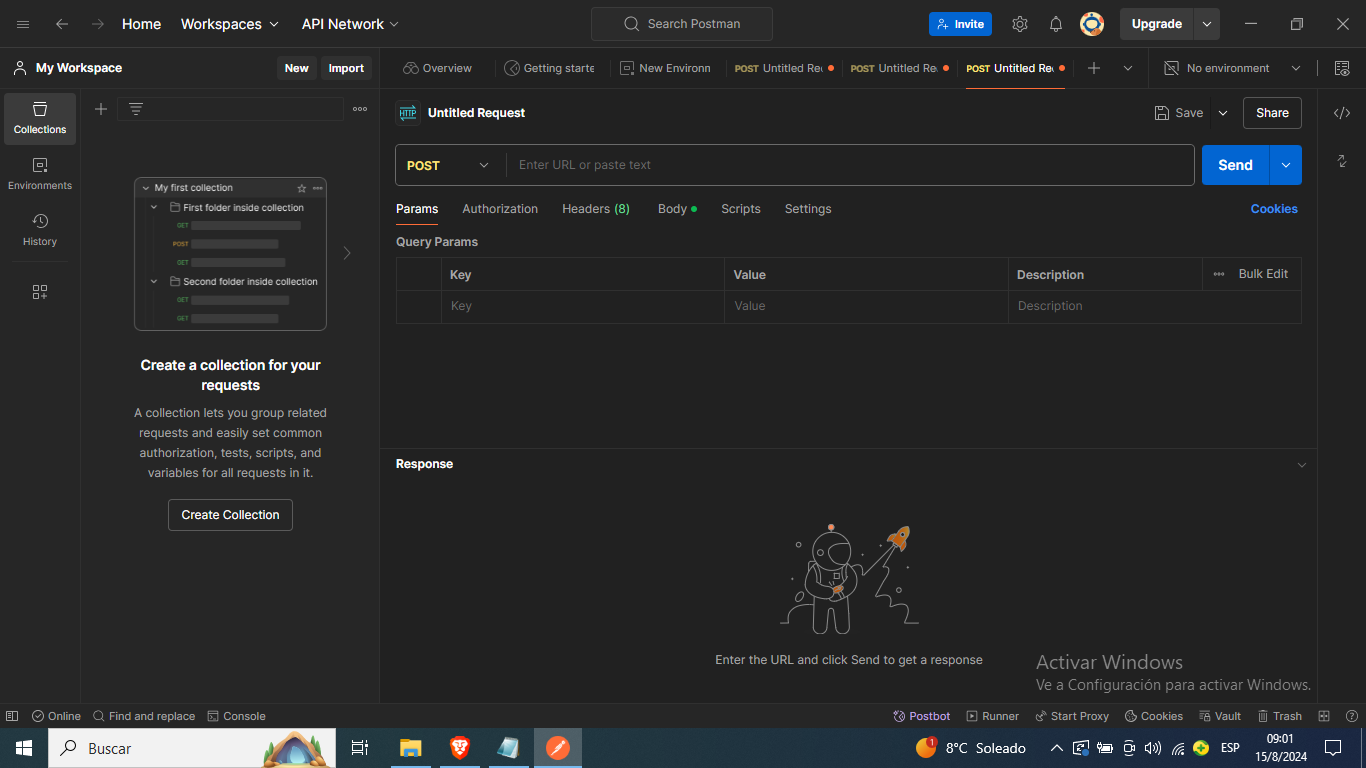 Home Workspaces API Network Search Postman Invite Upgrade
My Workspace New Import Overview Getting starte New Environn POST Untitled Re POST Untitled Re POST Untitled Re No environment
Collections
Environments
History
My first collection
First folder inside collection
GET
POST
GET
Second folder inside collection
GET
GET
Create a collection for your
requests
A collection lets you group related
requests and easily set common
authorization, tests, scripts, and
variables for all requests in it.
Create Collection
HTTP Untitled Request Save Share
POST Enter URL or paste text Send
Params Authorization Headers (8) Body Scripts Settings Cookies
Query Params
Key Value Description Bulk Edit
Key Value Description
Response
Enter the URL and click Send to get a response
Activar Windows
Ve a Configuración para activar Windows.
Online Find and replace Console Postbot Runner Start Proxy Cookies Vault Trash
Buscar 1 8°C Soleado ESP 09:01
15/8/2024